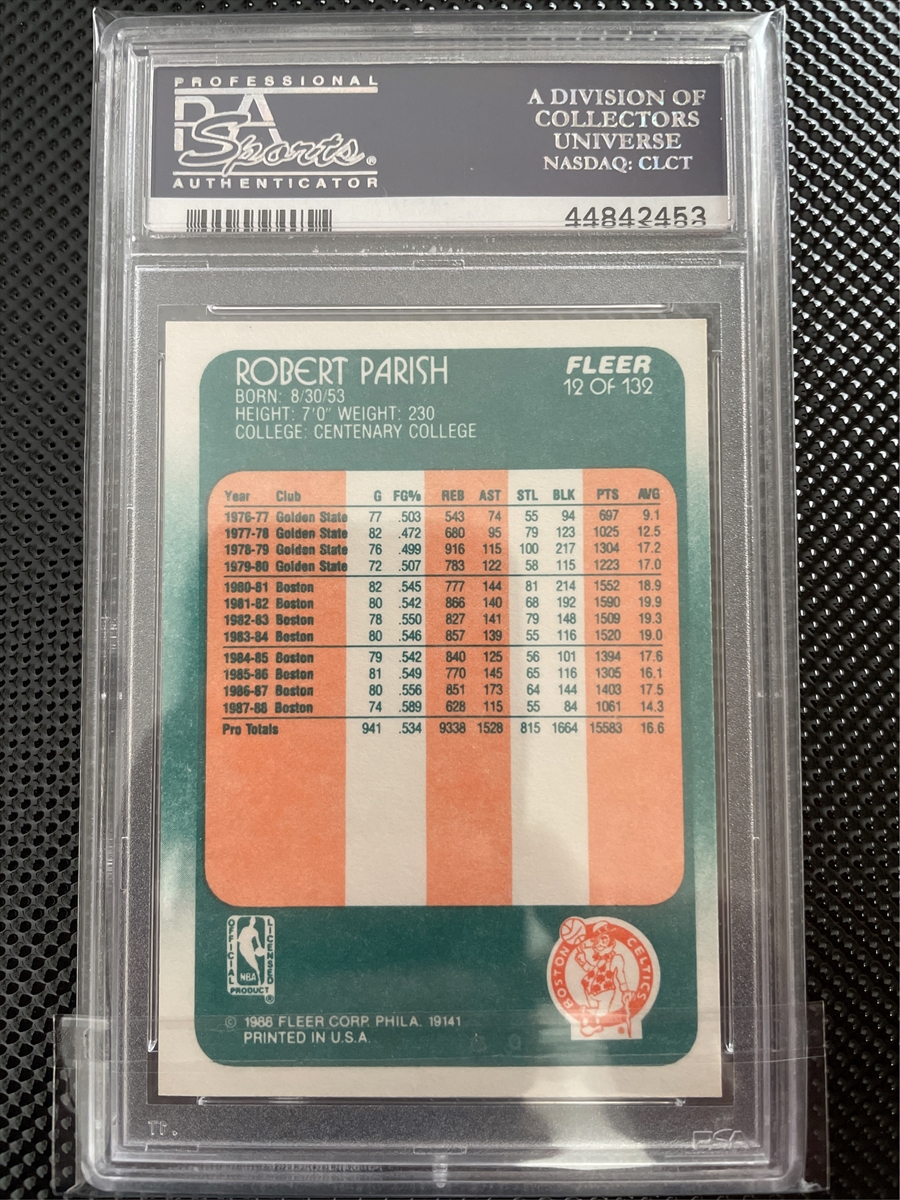 PROFESSIONAL
PSA
Sports®
AUTHENTICATOR
A DIVISION OF
COLLECTORS
UNIVERSE
NASDAQ: CLCT
44842453
ROBERT PARISH
BORN: 8/30/53
HEIGHT: 7'0" WEIGHT: 230
COLLEGE: CENTENARY COLLEGE
FLEER
12 OF 132
Year Club G FG% REB AST STL BLK PTS AVG
1976-77 Golden State 77 .503 543 74 55 94 697 9.1
1977-78 Golden State 82 .472 680 95 79 123 1025 12.5
1978-79 Golden State 76 .499 916 115 100 217 1304 17.2
1979-80 Golden State 72 .507 783 122 58 115 1223 17.0
1980-81 Boston 82 .545 777 144 81 214 1552 18.9
1981-82 Boston 80 .542 866 140 68 192 1590 19.9
1982-83 Boston 78 .550 827 141 79 148 1509 19.3
1983-84 Boston 80 .546 857 139 55 116 1520 19.0
1984-85 Boston 79 .542 840 125 56 101 1394 17.6
1985-86 Boston 81 .549 770 145 65 116 1305 16.1
1986-87 Boston 80 .556 851 173 64 144 1403 17.5
1987-88 Boston 74 .589 628 115 55 84 1061 14.3
Pro Totals 941 .534 9338 1528 815 1664 15583 16.6
OFFICIAL
LICENSED
NBA
PRODUCT ®
BOSTON CELTICS
© 1988 FLEER CORP. PHILA. 19141
PRINTED IN U.S.A.
PSA